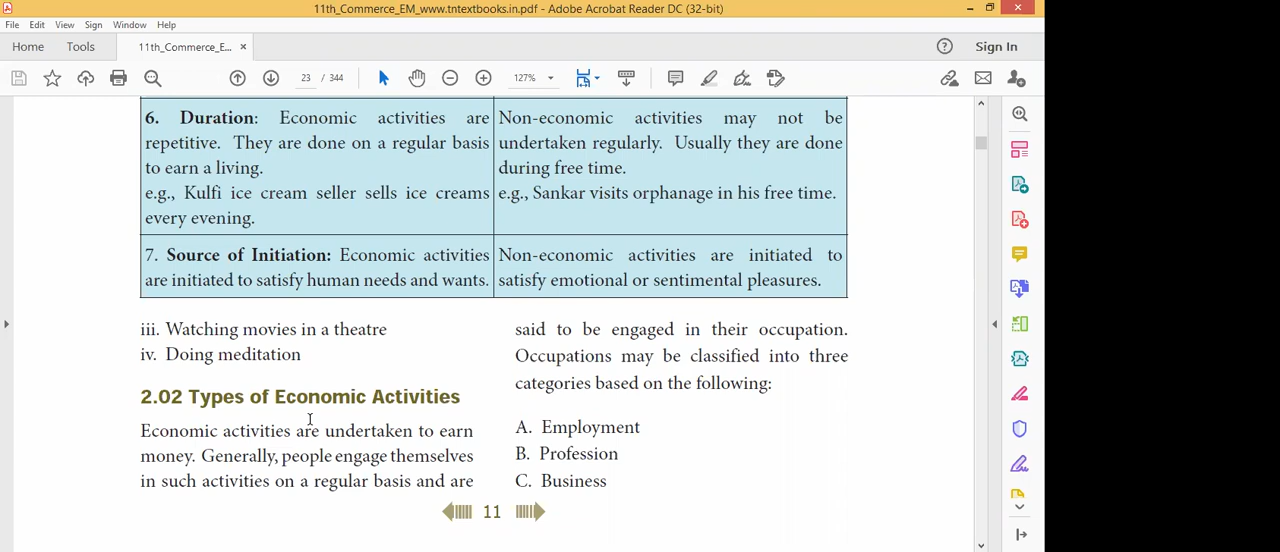 11th_Commerce_EM_www.tntextbooks.in.pdf - Adobe Acrobat Reader DC (32-bit)
File Edit View Sign Window Help
Home Tools 11th_Commerce_E... × Sign In
23 / 344 127%
6. Duration: Economic activities are
repetitive. They are done on a regular basis
to earn a living.
e.g., Kulfi ice cream seller sells ice creams
every evening.
Non-economic activities may not be
undertaken regularly. Usually they are done
during free time.
e.g., Sankar visits orphanage in his free time.
7. Source of Initiation: Economic activities
are initiated to satisfy human needs and wants.
Non-economic activities are initiated to
satisfy emotional or sentimental pleasures.
iii. Watching movies in a theatre
iv. Doing meditation
2.02 Types of Economic Activities
Economic activities are undertaken to earn
money. Generally, people engage themselves
in such activities on a regular basis and are
said to be engaged in their occupation.
Occupations may be classified into three
categories based on the following:
A. Employment
B. Profession
C. Business
11